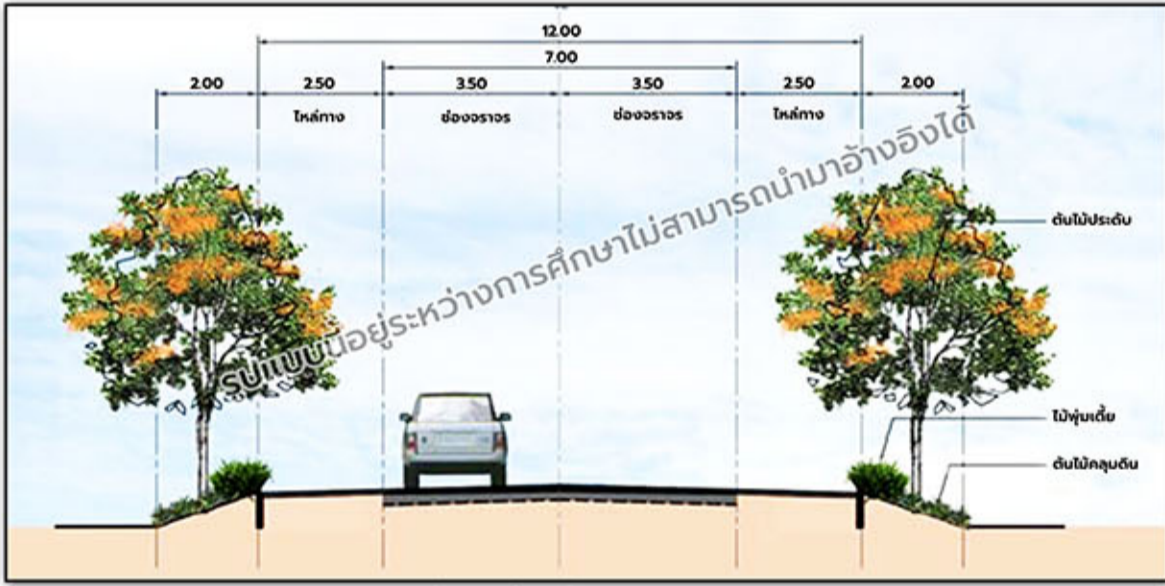 12.00
7.00
2.00 2.50 3.50 3.50 2.50 2.00
ไหล่ทาง ช่องจราจร ช่องจราจร ไหล่ทาง
รูปแบบนี้อยู่ระหว่างการศึกษาไม่สามารถนำมาอ้างอิงได้
ต้นไม้ประดับ
ไม้พุ่มเตี้ย
ต้นไม้คลุมดิน